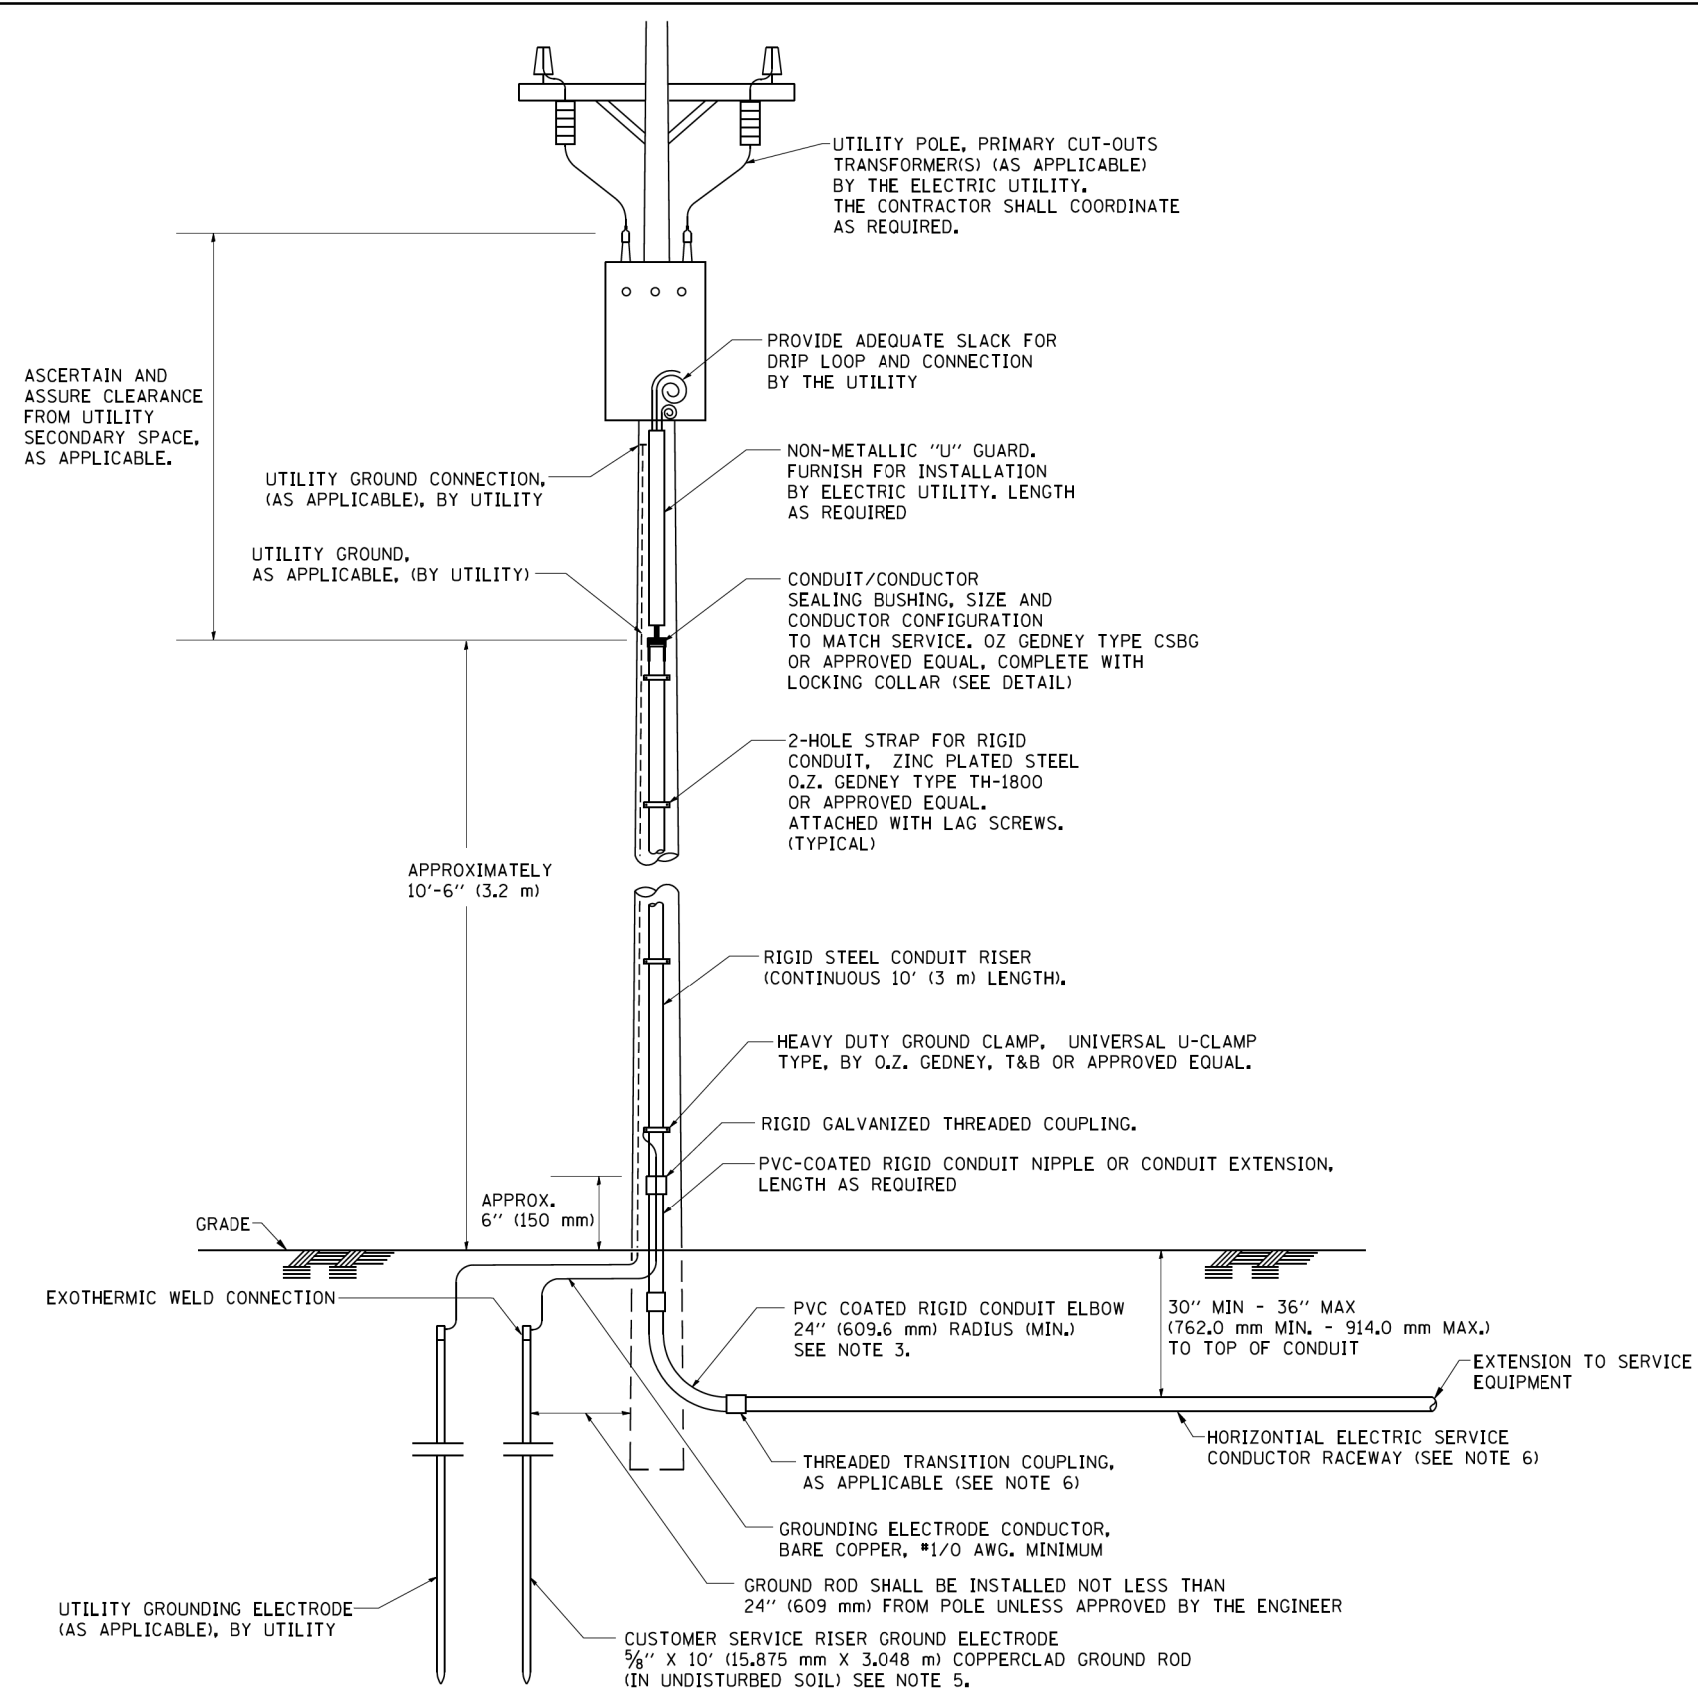 UTILITY POLE, PRIMARY CUT-OUTS
TRANSFORMER(S) (AS APPLICABLE)
BY THE ELECTRIC UTILITY.
THE CONTRACTOR SHALL COORDINATE
AS REQUIRED.
PROVIDE ADEQUATE SLACK FOR
DRIP LOOP AND CONNECTION
BY THE UTILITY
ASCERTAIN AND
ASSURE CLEARANCE
FROM UTILITY
SECONDARY SPACE,
AS APPLICABLE.
UTILITY GROUND CONNECTION,
(AS APPLICABLE), BY UTILITY
NON-METALLIC "U" GUARD.
FURNISH FOR INSTALLATION
BY ELECTRIC UTILITY. LENGTH
AS REQUIRED
UTILITY GROUND,
AS APPLICABLE, (BY UTILITY)
CONDUIT/CONDUCTOR
SEALING BUSHING, SIZE AND
CONDUCTOR CONFIGURATION
TO MATCH SERVICE. OZ GEDNEY TYPE CSBG
OR APPROVED EQUAL, COMPLETE WITH
LOCKING COLLAR (SEE DETAIL)
2-HOLE STRAP FOR RIGID
CONDUIT, ZINC PLATED STEEL
O.Z. GEDNEY TYPE TH-1800
OR APPROVED EQUAL.
ATTACHED WITH LAG SCREWS.
(TYPICAL)
APPROXIMATELY
10'-6" (3.2 m)
RIGID STEEL CONDUIT RISER
(CONTINUOUS 10' (3 m) LENGTH).
HEAVY DUTY GROUND CLAMP, UNIVERSAL U-CLAMP
TYPE, BY O.Z. GEDNEY, T&B OR APPROVED EQUAL.
RIGID GALVANIZED THREADED COUPLING.
PVC-COATED RIGID CONDUIT NIPPLE OR CONDUIT EXTENSION,
LENGTH AS REQUIRED
APPROX.
6" (150 mm)
GRADE
EXOTHERMIC WELD CONNECTION
PVC COATED RIGID CONDUIT ELBOW
24" (609.6 mm) RADIUS (MIN.)
SEE NOTE 3.
30" MIN - 36" MAX
(762.0 mm MIN. - 914.0 mm MAX.)
TO TOP OF CONDUIT
EXTENSION TO SERVICE
EQUIPMENT
HORIZONTIAL ELECTRIC SERVICE
CONDUCTOR RACEWAY (SEE NOTE 6)
THREADED TRANSITION COUPLING,
AS APPLICABLE (SEE NOTE 6)
GROUNDING ELECTRODE CONDUCTOR,
BARE COPPER, #1/0 AWG. MINIMUM
GROUND ROD SHALL BE INSTALLED NOT LESS THAN
24" (609 mm) FROM POLE UNLESS APPROVED BY THE ENGINEER
UTILITY GROUNDING ELECTRODE
(AS APPLICABLE), BY UTILITY
CUSTOMER SERVICE RISER GROUND ELECTRODE
5/8" X 10' (15.875 mm X 3.048 m) COPPERCLAD GROUND ROD
(IN UNDISTURBED SOIL) SEE NOTE 5.